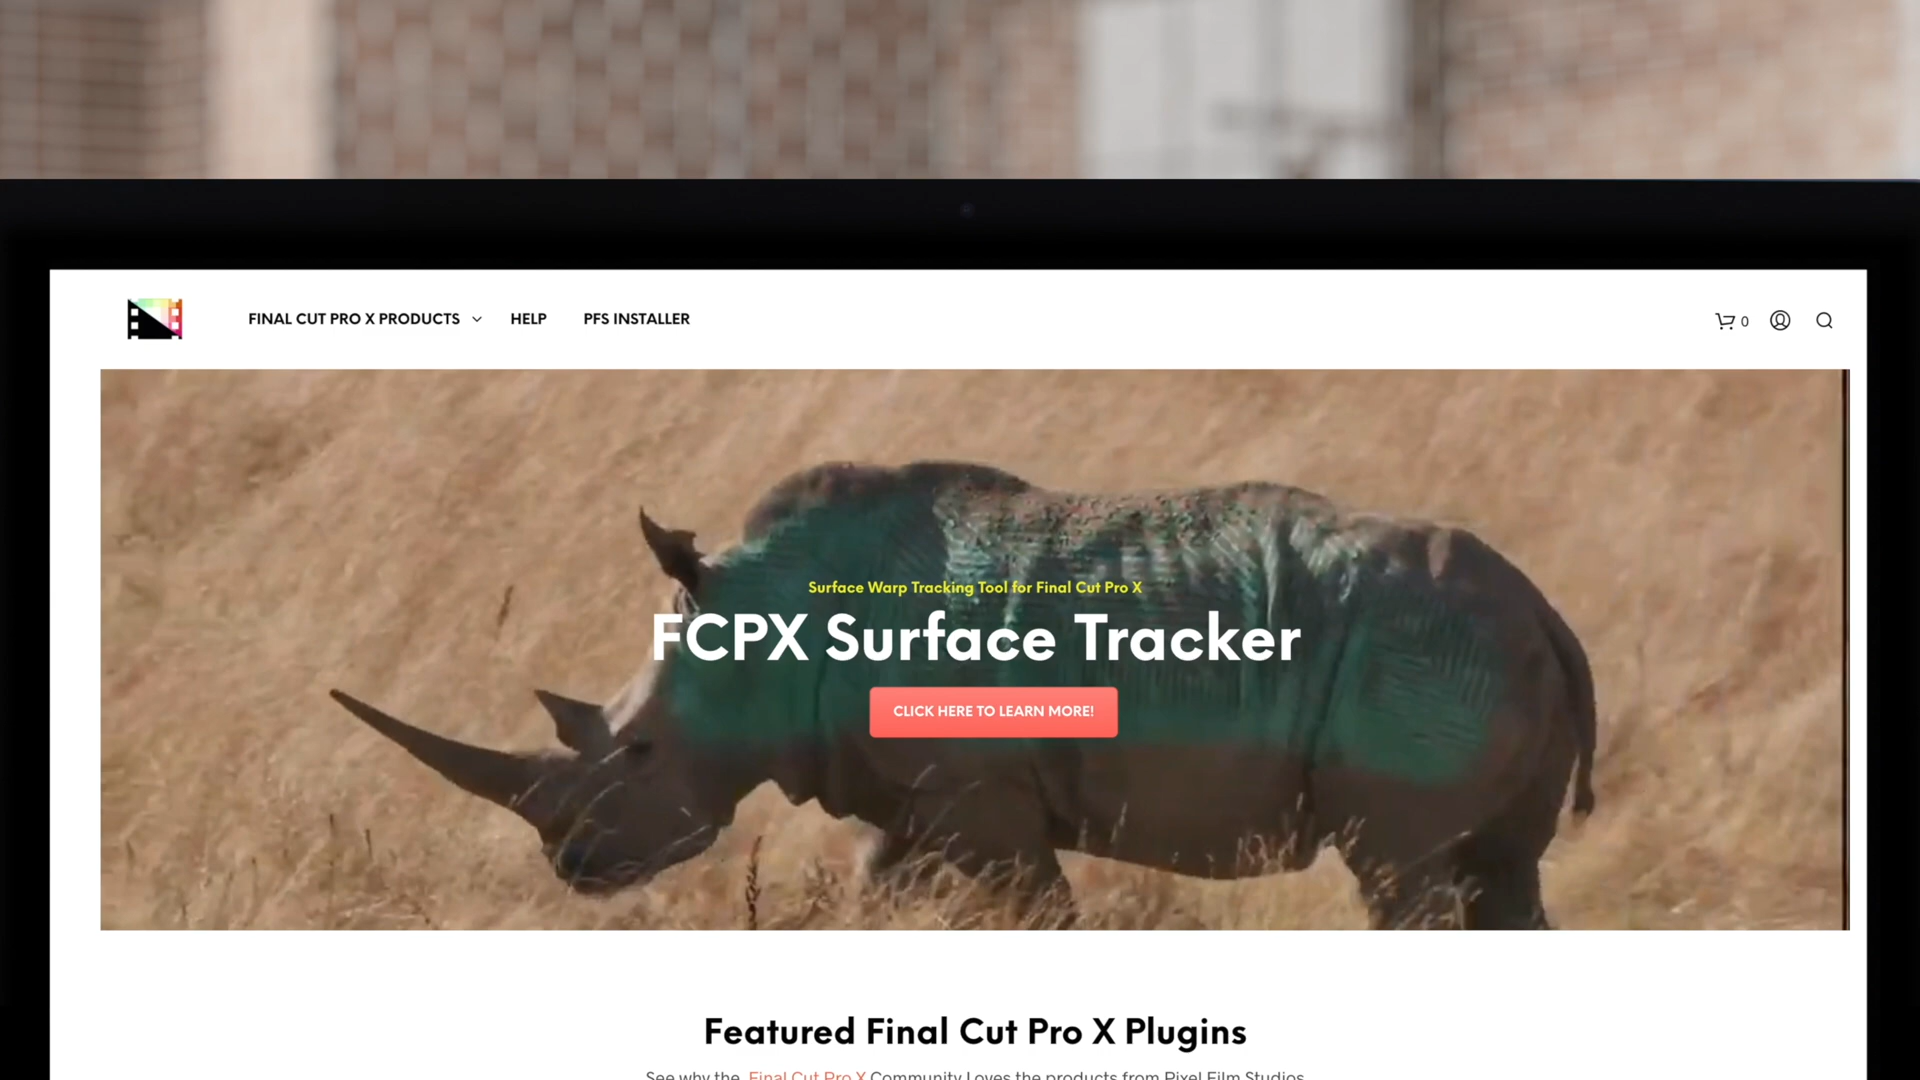 FINAL CUT PRO X PRODUCTS
HELP
PFS INSTALLER
0
Surface Warp Tracking Tool for Final Cut Pro X
FCPX Surface Tracker
CLICK HERE TO LEARN MORE!
Featured Final Cut Pro X Plugins
See why the Final Cut Pro X Community Loves the products from Pixel Film Studios